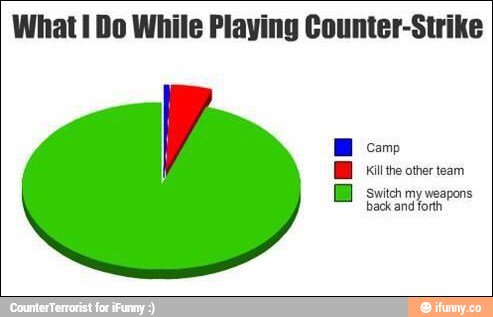 What I Do While Playing Counter-Strike
Camp
Kill the other team
Switch my weapons
back and forth
CounterTerrorist for iFunny :)
ifunny.co